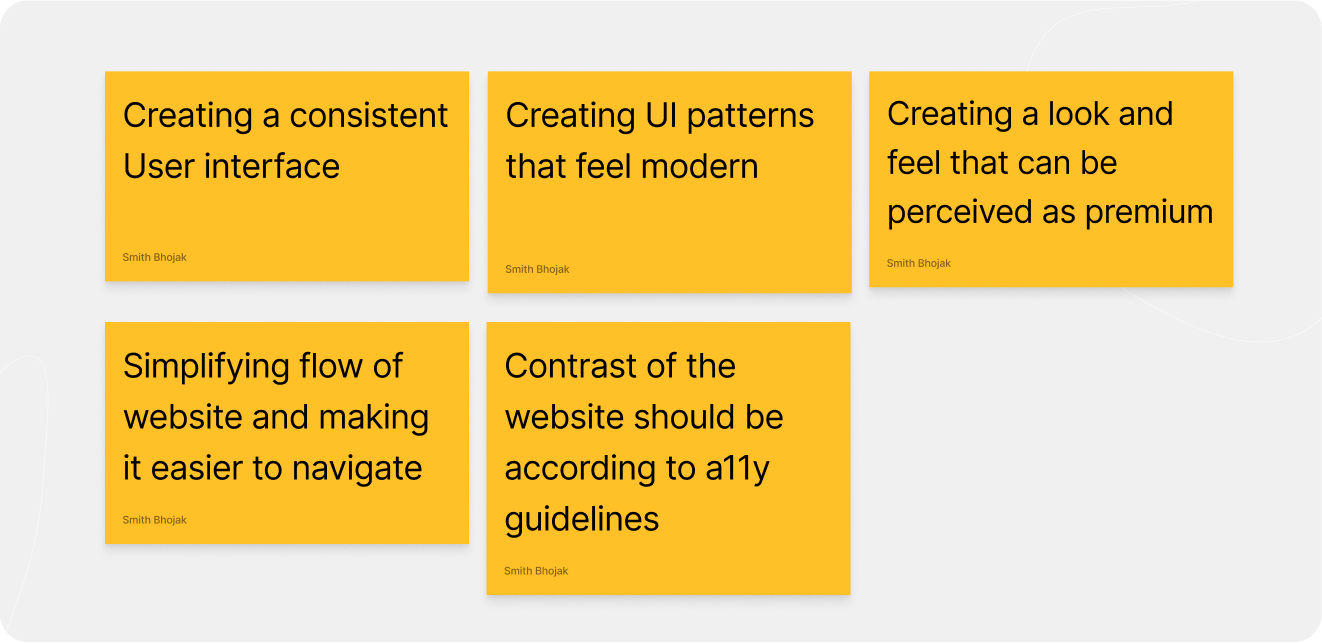 Creating a consistent
User interface
Smith Bhojak
Creating UI patterns
that feel modern
Smith Bhojak
Creating a look and
feel that can be
perceived as premium
Smith Bhojak
Simplifying flow of
website and making
it easier to navigate
Smith Bhojak
Contrast of the
website should be
according to a11y
guidelines
Smith Bhojak